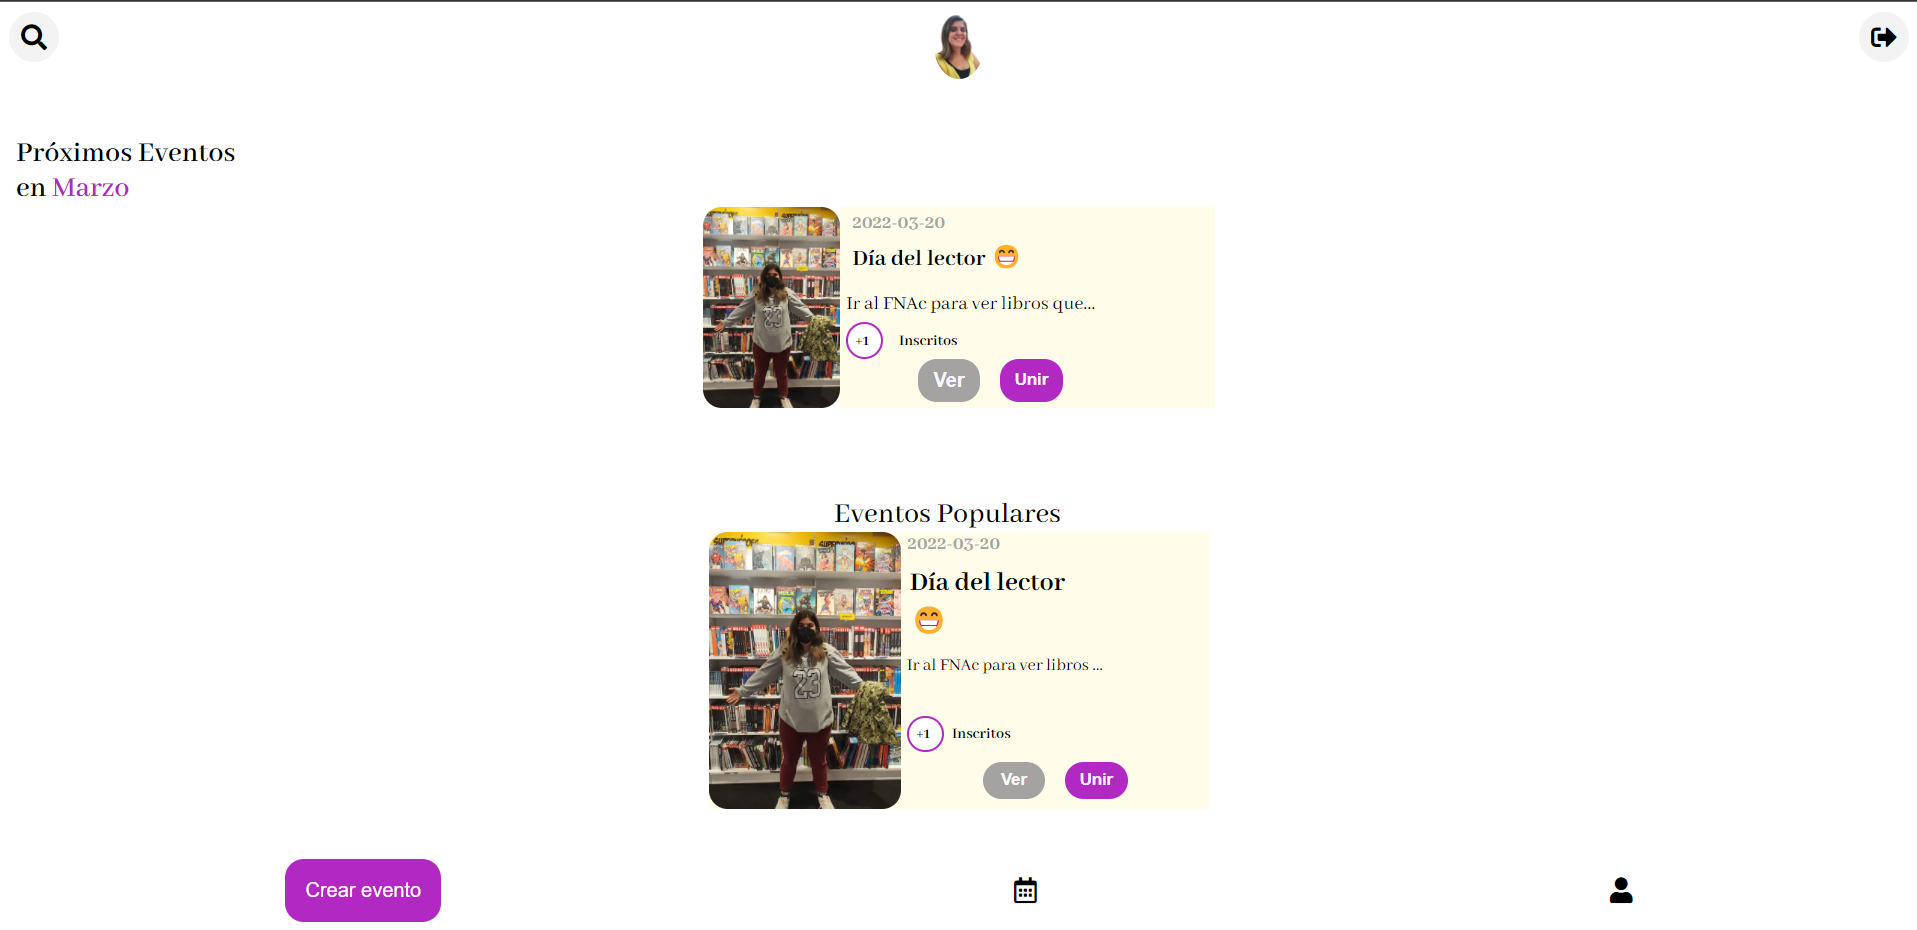 Próximos Eventos
en Marzo
2022-03-20
Día del lector 😁
Ir al FNAc para ver libros que...
+1 Inscritos
Ver Unir
Eventos Populares
2022-03-20
Día del lector
😁
Ir al FNAc para ver libros ...
+1 Inscritos
Ver Unir
Crear evento